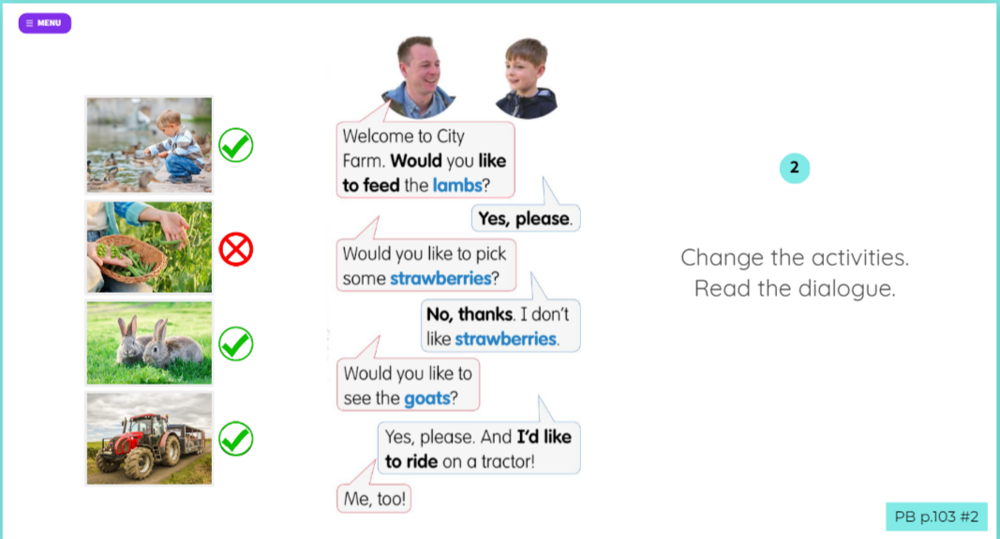 ☰ MENU
Welcome to City
Farm. Would you like
to feed the lambs?
Yes, please.
Would you like to pick
some strawberries?
No, thanks. I don't
like strawberries.
Would you like to
see the goats?
Yes, please. And I'd like
to ride on a tractor!
Me, too!
2
Change the activities.
Read the dialogue.
PB p.103 #2